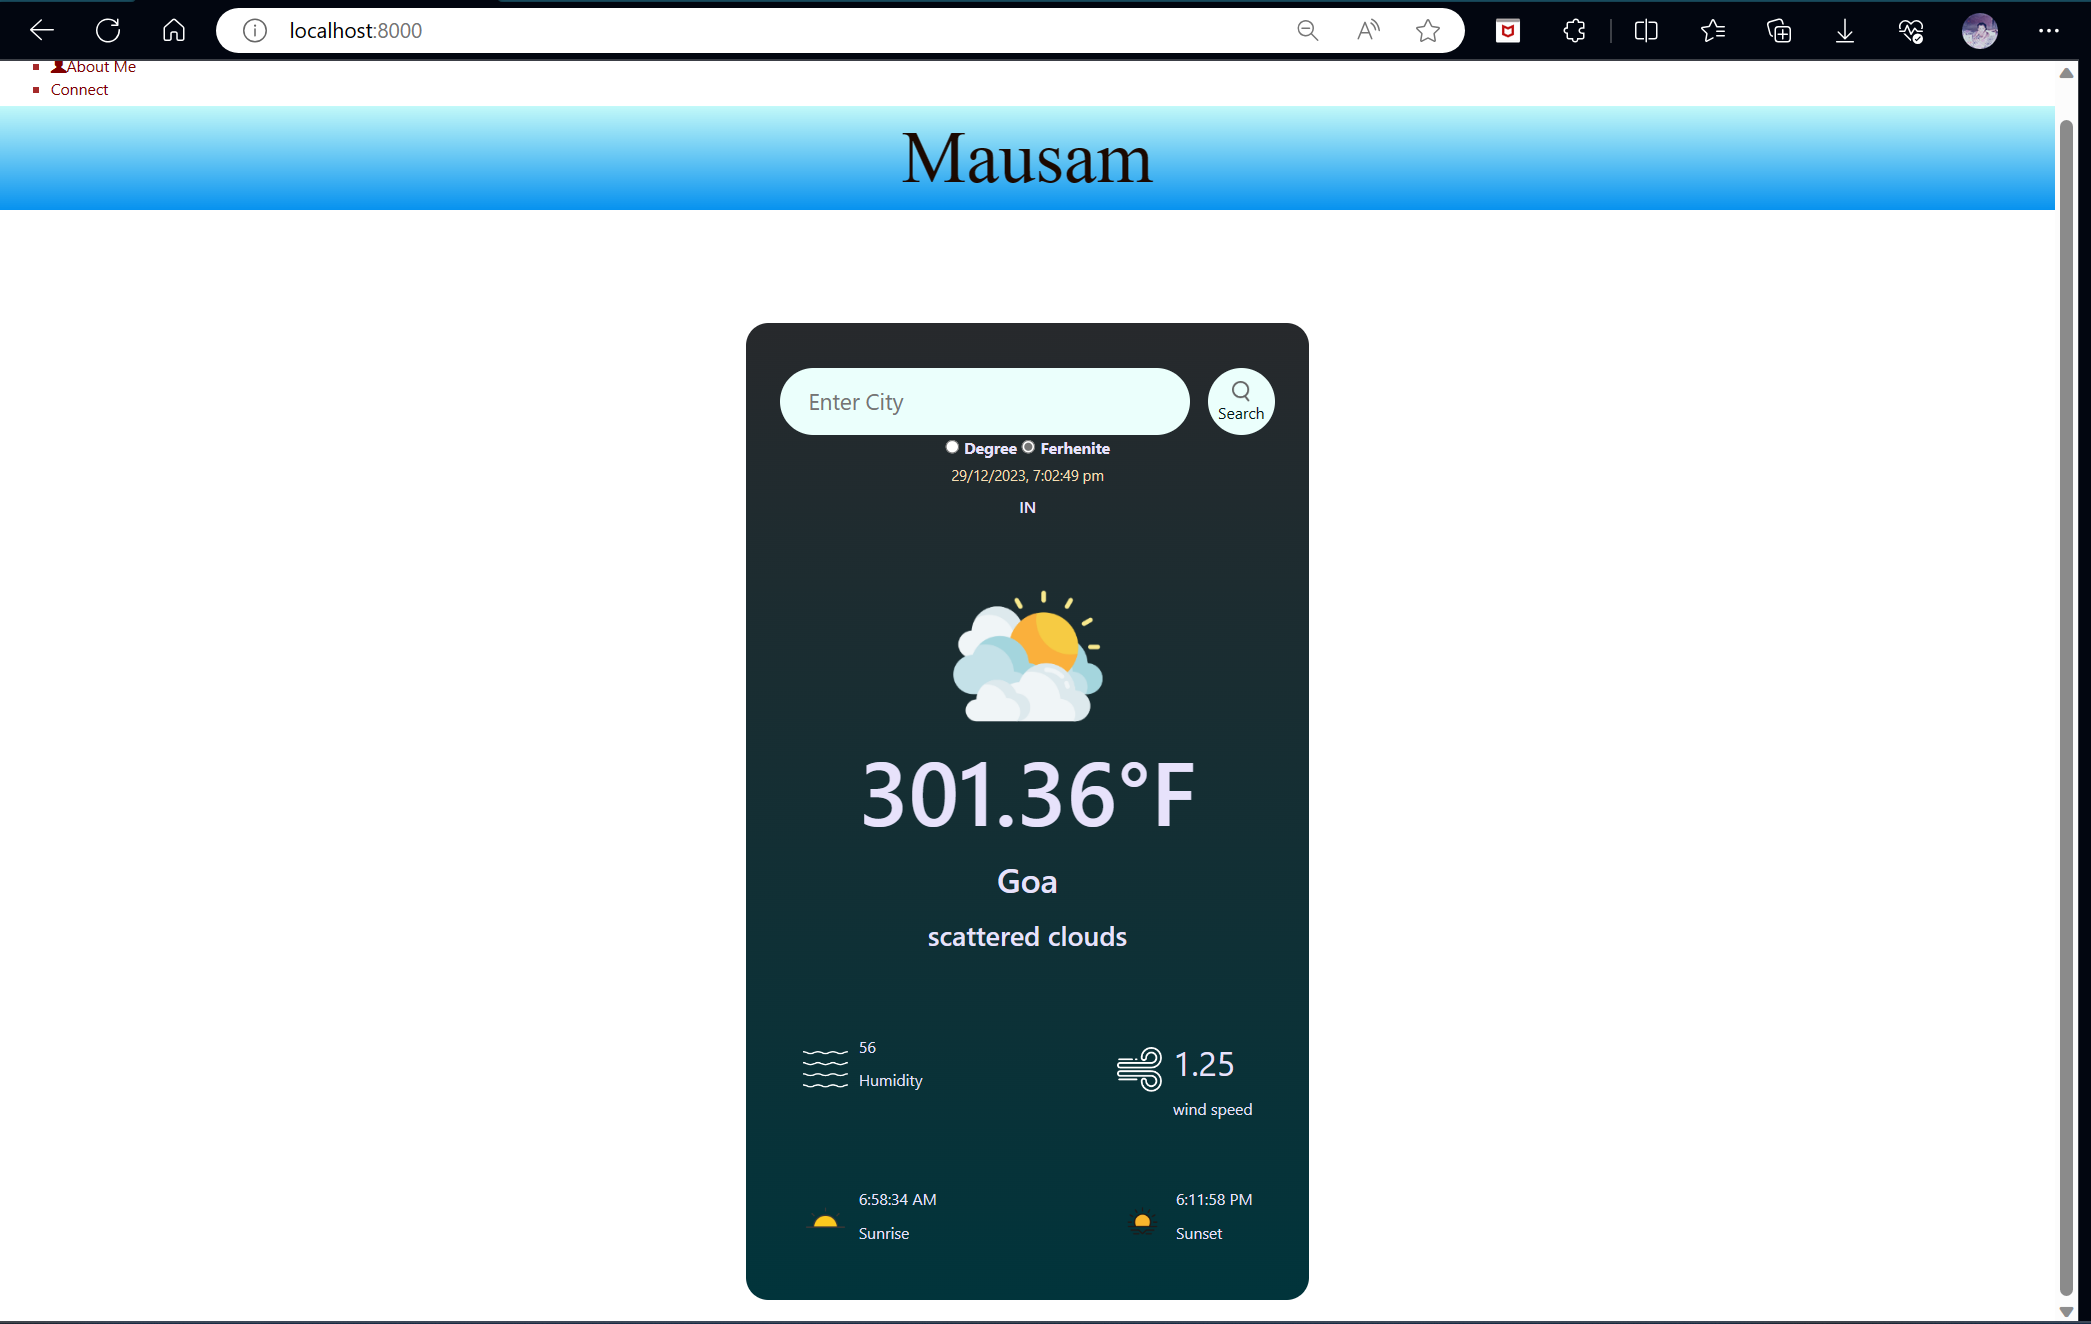 localhost:8000
About Me
Connect
Mausam
Enter City
Search
Degree Ferhenite
29/12/2023, 7:02:49 pm
IN
301.36°F
Goa
scattered clouds
56
Humidity
1.25
wind speed
6:58:34 AM
Sunrise
6:11:58 PM
Sunset